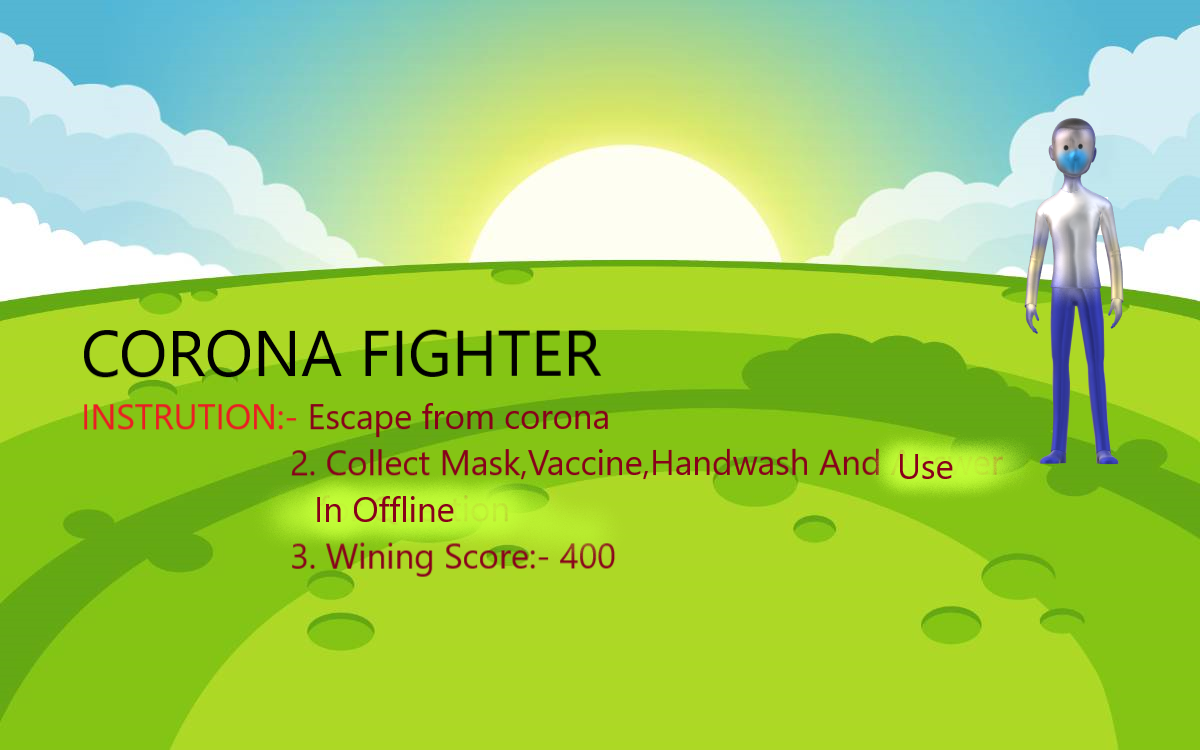 CORONA FIGHTER
INSTRUTION:- Escape from corona
2. Collect Mask,Vaccine,Handwash And Use
In Offline
3. Wining Score:- 400